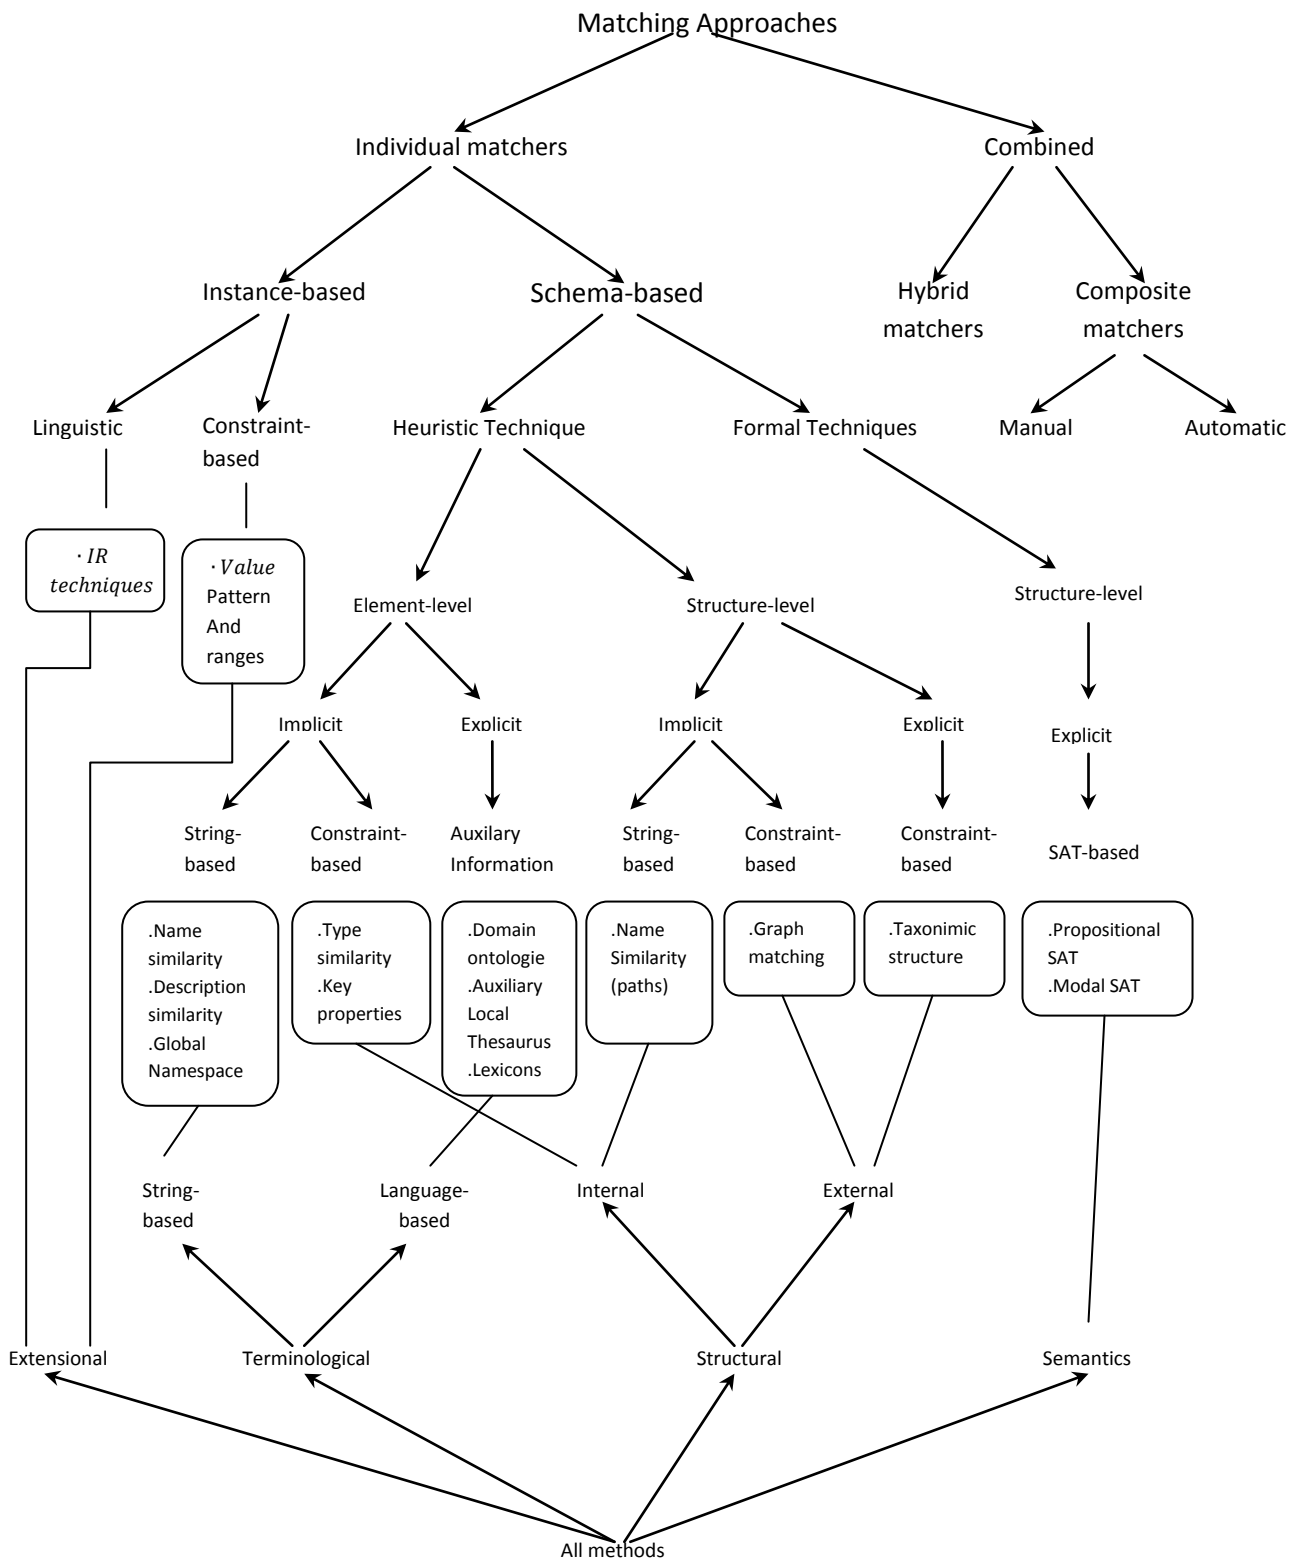 Matching Approaches
Individual matchers
Combined
Instance-based
Schema-based
Hybrid
matchers
Composite
matchers
Linguistic
Constraint-
based
Heuristic Technique
Formal Techniques
Manual
Automatic
· IR
techniques
· Value
Pattern
And
ranges
Element-level
Structure-level
Structure-level
Implicit
Explicit
Implicit
Explicit
Explicit
String-
based
Constraint-
based
Auxilary
Information
String-
based
Constraint-
based
Constraint-
based
SAT-based
.Name
similarity
.Description
similarity
.Global
Namespace
.Type
similarity
.Key
properties
.Domain
ontologie
.Auxiliary
Local
Thesaurus
.Lexicons
.Name
Similarity
(paths)
.Graph
matching
.Taxonimic
structure
.Propositional
SAT
.Modal SAT
String-
based
Language-
based
Internal
External
Extensional
Terminological
Structural
Semantics
All methods